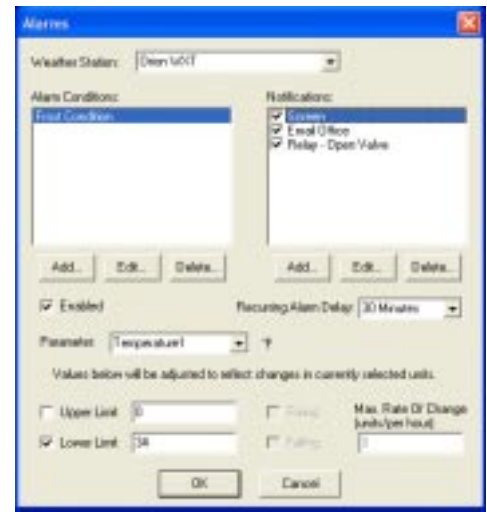 Alarms
Weather Station: Orion WXT
Alarm Conditions:
Frost Condition
Notifications:
Screen
Email Office
Relay - Open Valve
Add... Edit... Delete...
Add... Edit... Delete...
Enabled
Recurring Alarm Delay: 30 Minutes
Parameter Temperature1 °F
Values below will be adjusted to reflect changes in currently selected units.
Upper Limit 0
Rising
Max. Rate Of Change
(units/per hour)
Lower Limit 34
Falling
OK Cancel